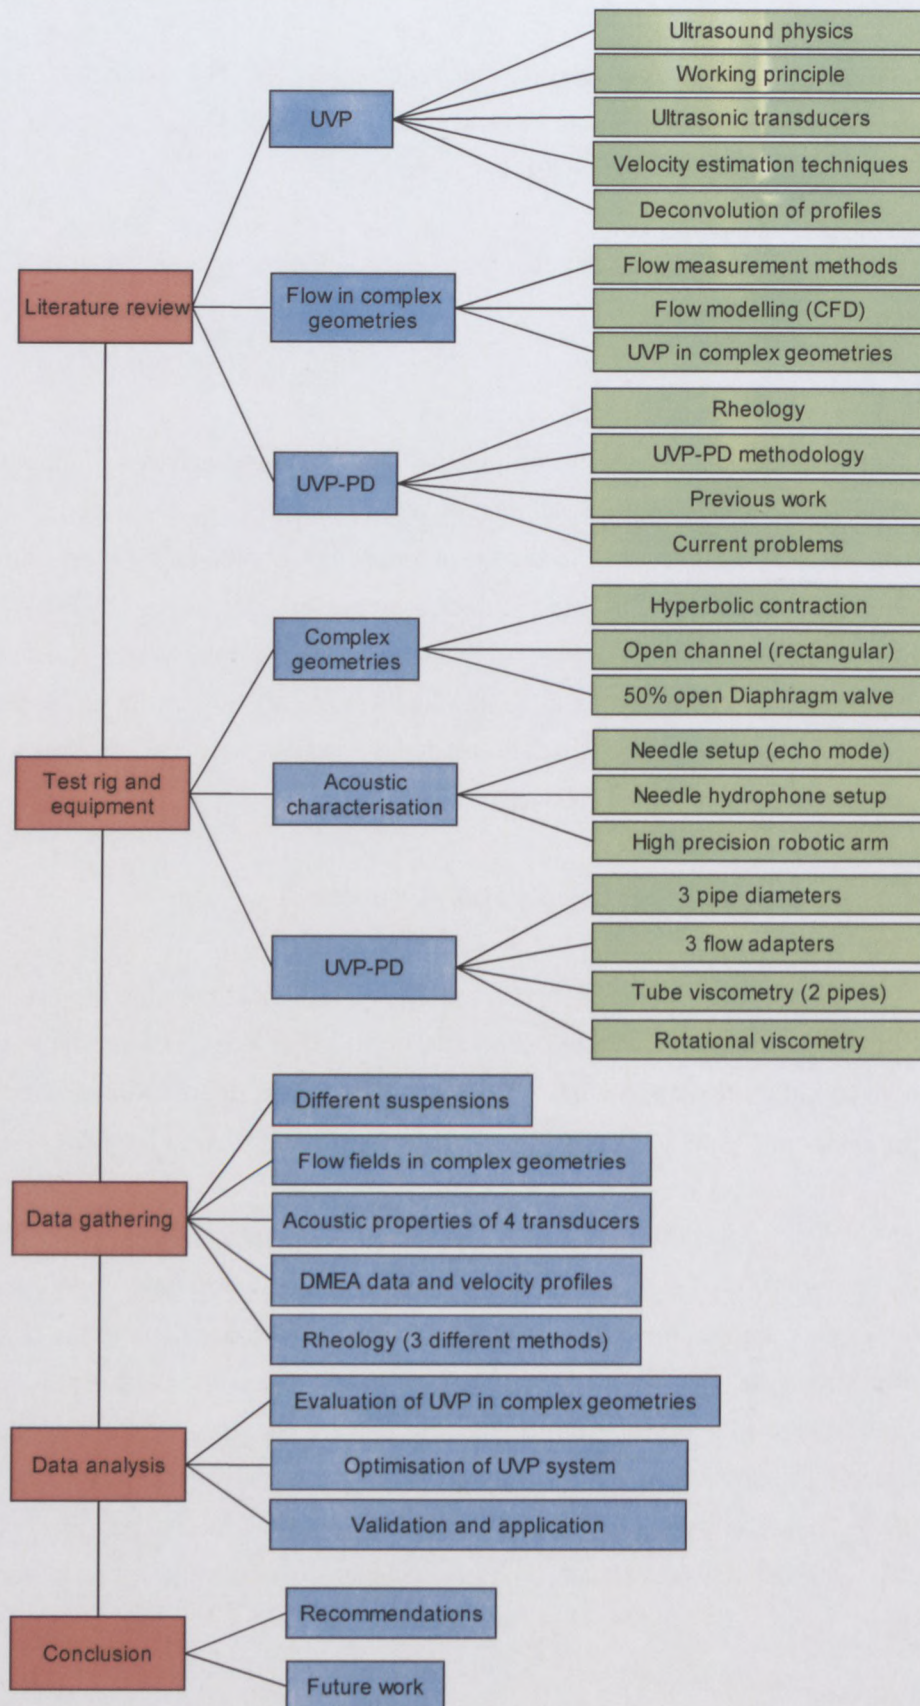 Ultrasound physics
Working principle
UVP
Ultrasonic transducers
Velocity estimation techniques
Deconvolution of profiles
Literature review
Flow in complex
geometries
Flow measurement methods
Flow modelling (CFD)
UVP in complex geometries
UVP-PD
Rheology
UVP-PD methodology
Previous work
Current problems
Test rig and
equipment
Complex
geometries
Hyperbolic contraction
Open channel (rectangular)
50% open Diaphragm valve
Acoustic
characterisation
Needle setup (echo mode)
Needle hydrophone setup
High precision robotic arm
UVP-PD
3 pipe diameters
3 flow adapters
Tube viscometry (2 pipes)
Rotational viscometry
Data gathering
Different suspensions
Flow fields in complex geometries
Acoustic properties of 4 transducers
DMEA data and velocity profiles
Rheology (3 different methods)
Data analysis
Evaluation of UVP in complex geometries
Optimisation of UVP system
Validation and application
Conclusion
Recommendations
Future work